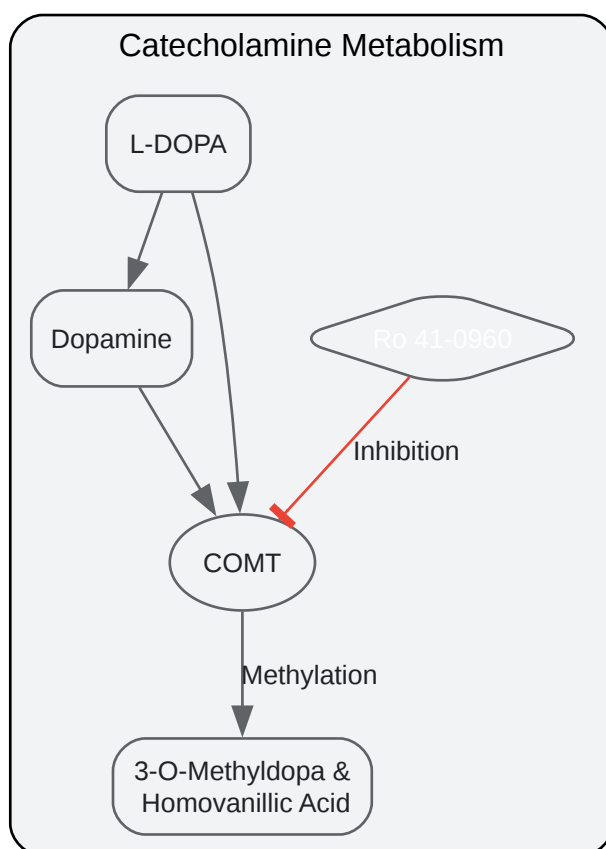 Catecholamine Metabolism
L-DOPA
Dopamine
Ro 41-0960
Inhibition
COMT
Methylation
3-O-Methyldopa &
Homovanillic Acid